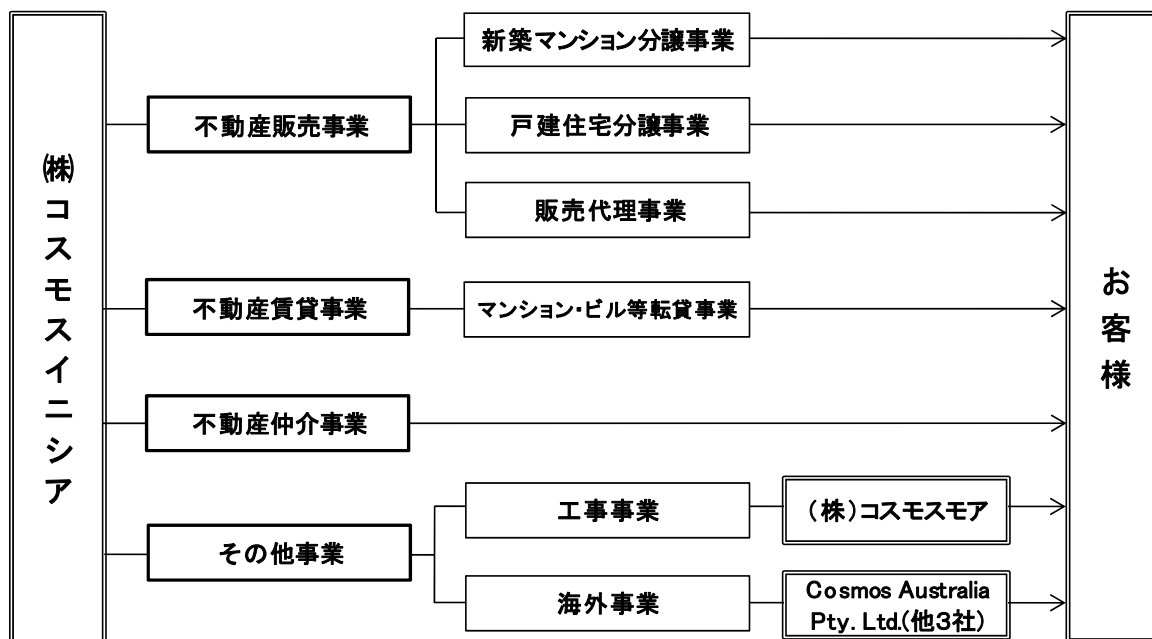 ㈱コスモスイニシア
不動産販売事業
新築マンション分譲事業
戸建住宅分譲事業
販売代理事業
不動産賃貸事業
マンション・ビル等転貸事業
不動産仲介事業
その他事業
工事事業
（株）コスモスモア
海外事業
Cosmos Australia
Pty. Ltd.(他3社)
お客様